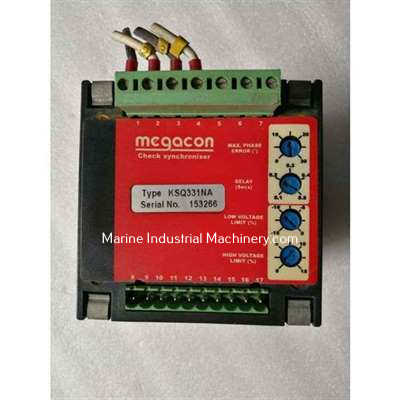 1 2 3 4 5 6 7
megacon
Check synchroniser
MAX. PHASE
ERROR (°)
Type KSQ331NA
Serial No. 153266
DELAY
(Secs)
LOW VOLTAGE
LIMIT (%)
HIGH VOLTAGE
LIMIT (%)
Marine Industrial Machinery.com
8 9 10 11 12 13 14 15 16 17